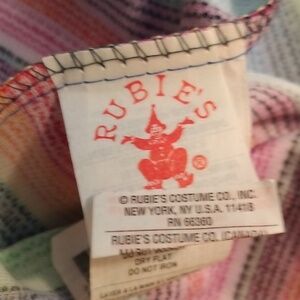 RUBIE'S
®
© RUBIE'S COSTUME CO., INC.
NEW YORK, NY U.S.A. 11418
RN 66360
RUBIE'S COSTUME CO., (CANADA)
DRY FLAT
DO NOT IRON